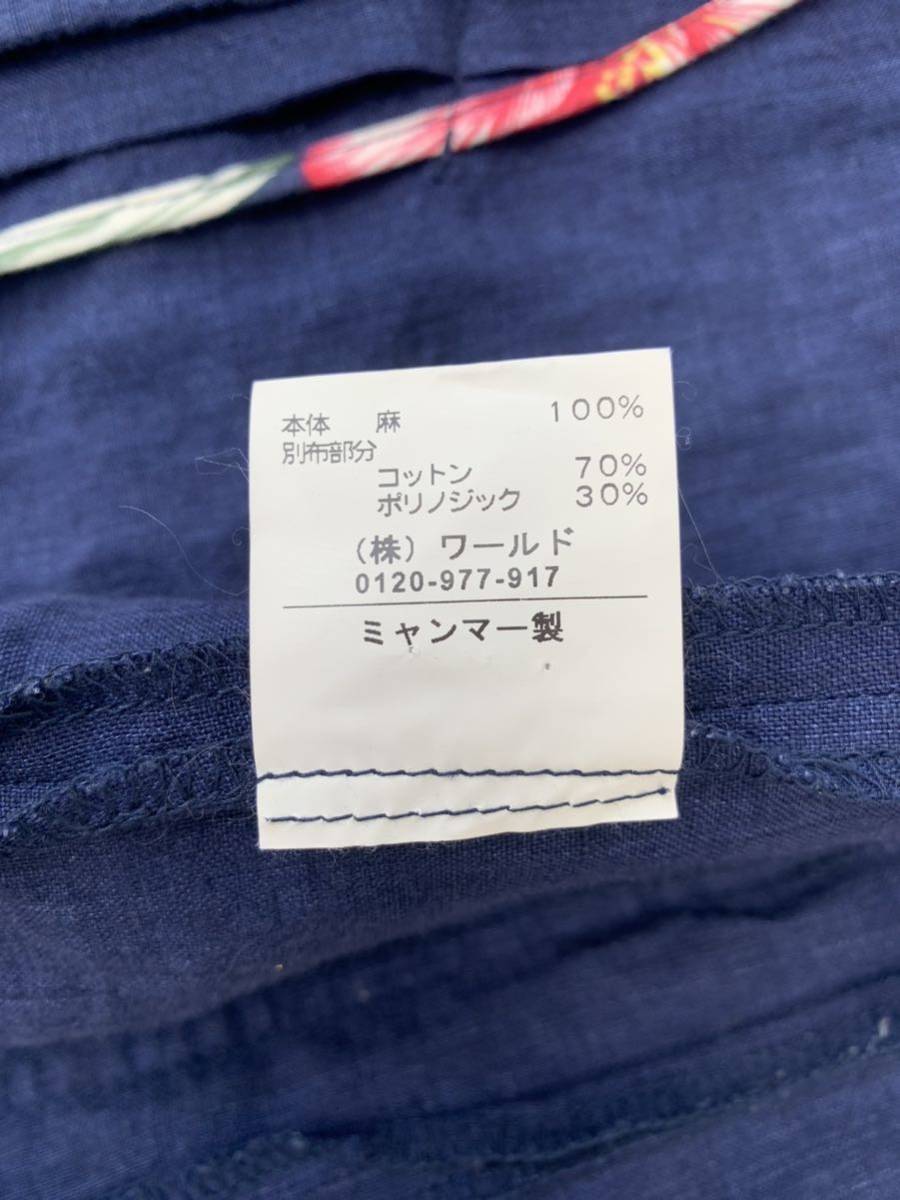 本体 麻 100%
別布部分
コットン 70%
ポリノジック 30%
(株) ワールド
0120-977-917
ミャンマー製